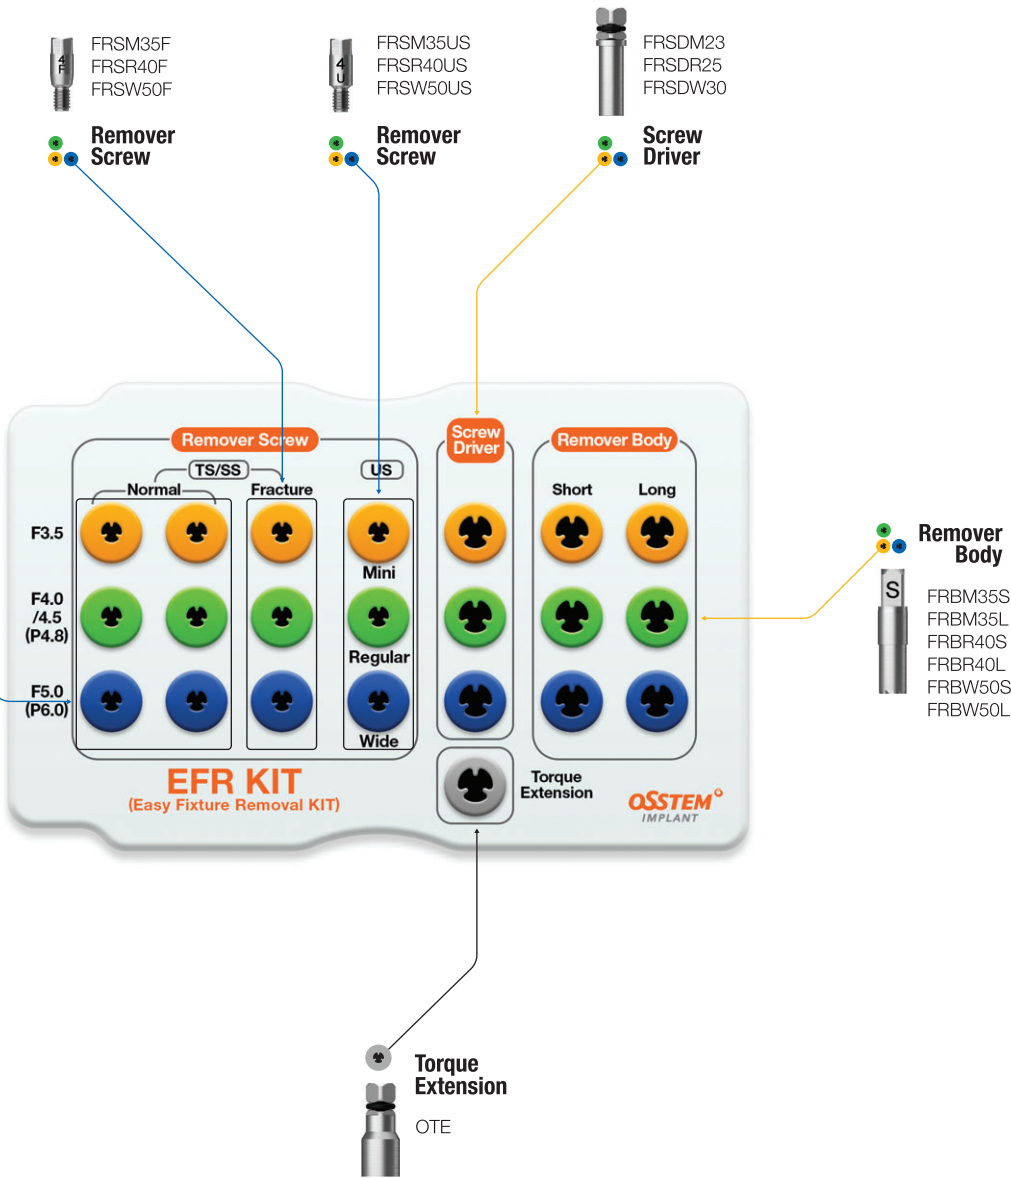 FRSM35F
FRSR40F
FRSW50F
Remover
Screw
4
F
FRSM35US
FRSR40US
FRSW50US
Remover
Screw
4
U
FRSDM23
FRSDR25
FRSDW30
Screw
Driver
Remover Screw
Screw
Driver
Remover Body
TS/SS
US
Normal
Fracture
Short
Long
F3.5
Mini
F4.0
/4.5
(P4.8)
Regular
F5.0
(P6.0)
Wide
EFR KIT
(Easy Fixture Removal KIT)
Torque
Extension
OSSTEM
IMPLANT
Remover
Body
S
FRBM35S
FRBM35L
FRBR40S
FRBR40L
FRBW50S
FRBW50L
Torque
Extension
OTE